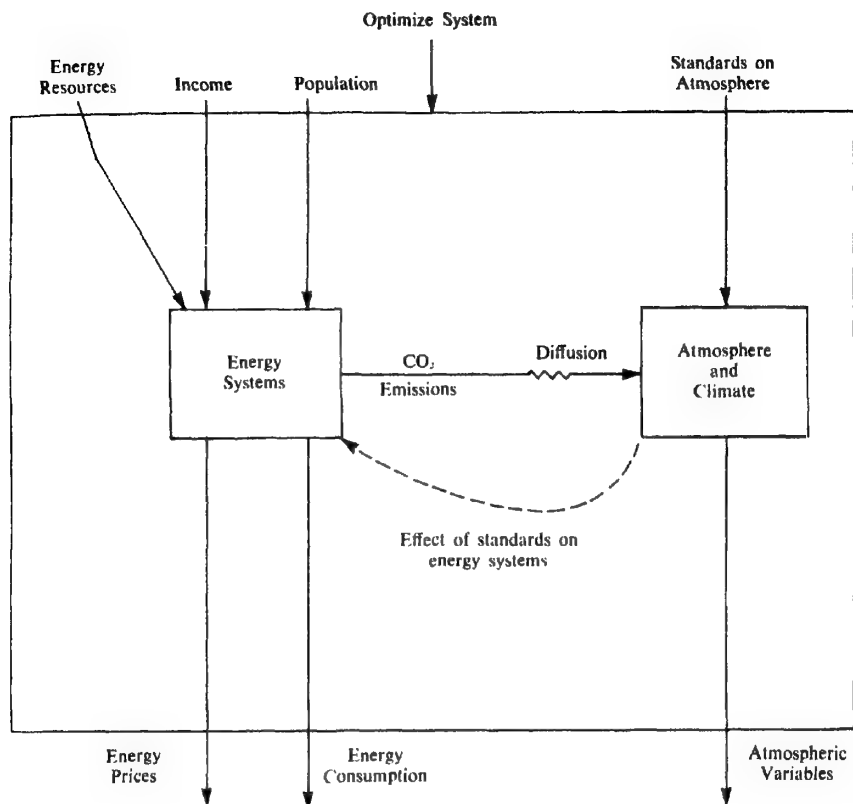 Optimize System
Energy
Resources
Income
Population
Standards on
Atmosphere
Energy
Systems
CO₂
Emissions
Diffusion
Atmosphere
and
Climate
Effect of standards on
energy systems
Energy
Prices
Energy
Consumption
Atmospheric
Variables